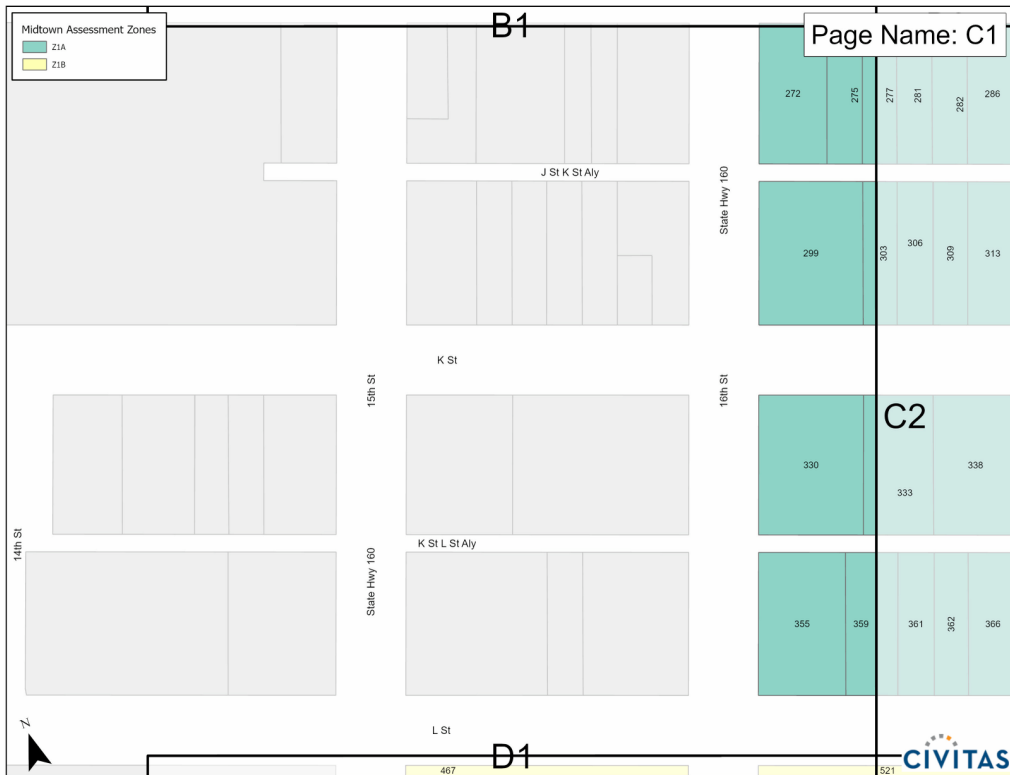 Midtown Assessment Zones
Z1A
Z1B
B1
Page Name: C1
272
275
277
281
282
286
J St K St Aly
State Hwy 160
299
303
306
309
313
K St
15th St
16th St
C2
330
333
338
14th St
K St L St Aly
State Hwy 160
355
359
361
362
366
N
L St
D1
467
521
CIVITAS